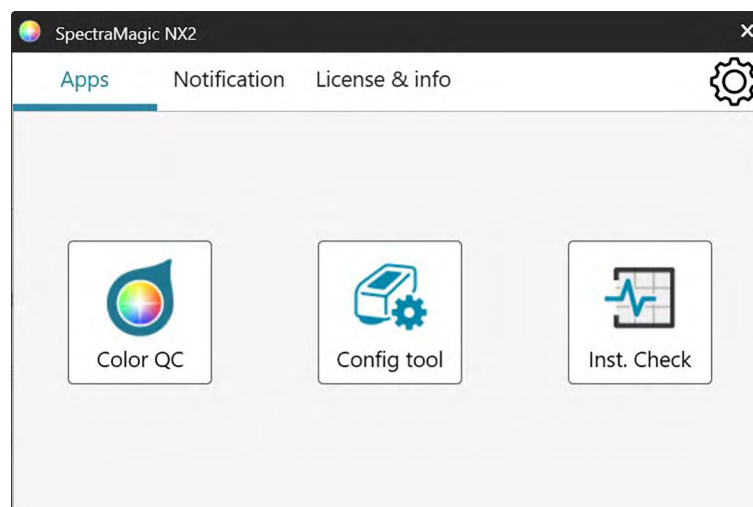 SpectraMagic NX2
Apps Notification License & info
Color QC Config tool Inst. Check